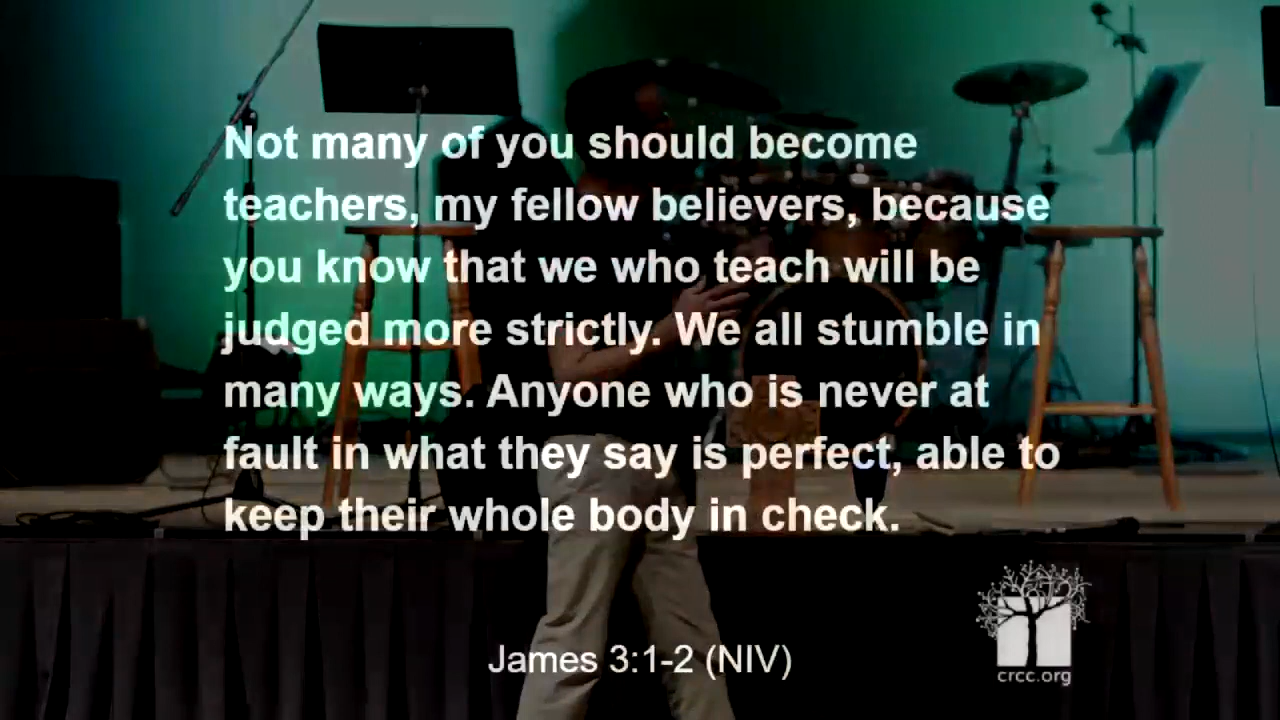 Not many of you should become
teachers, my fellow believers, because
you know that we who teach will be
judged more strictly. We all stumble in
many ways. Anyone who is never at
fault in what they say is perfect, able to
keep their whole body in check.
James 3:1-2 (NIV)
crcc.org